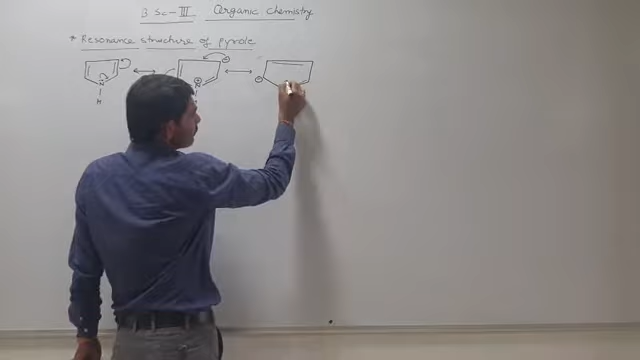 B.Sc-III Organic chemistry
* Resonance structure of pyrole
N N
H